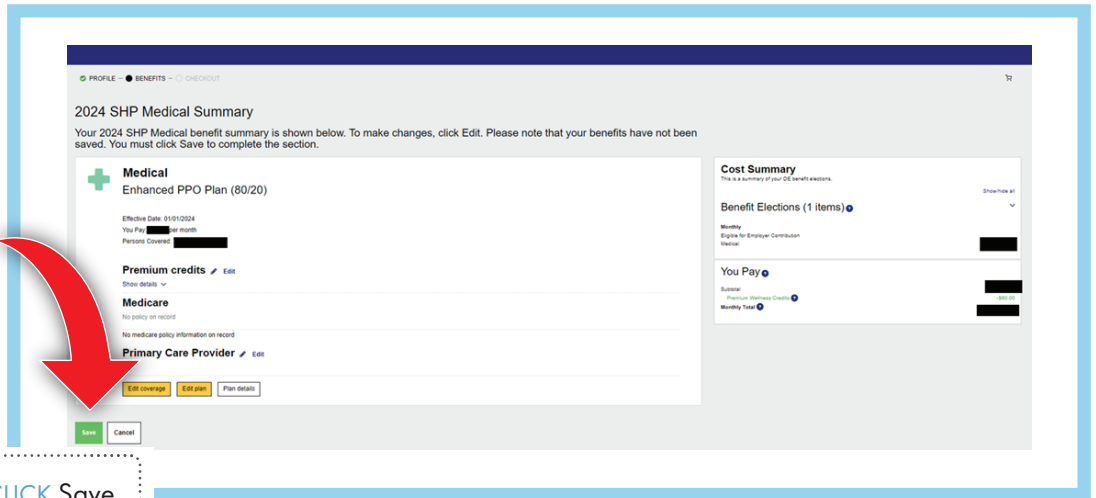 PROFILE – BENEFITS – CHECKOUT
2024 SHP Medical Summary
Your 2024 SHP Medical benefit summary is shown below. To make changes, click Edit. Please note that your benefits have not been
saved. You must click Save to complete the section.
Medical
Enhanced PPO Plan (80/20)
Effective Date: 01/01/2024
You Pay per month
Persons Covered:
Premium credits Edit
Show details
Medicare
No policy on record
No medicare policy information on record
Primary Care Provider Edit
Edit coverage Edit plan Plan details
Save Cancel
Cost Summary
This is a summary of your OE benefit elections.
Show/hide all
Benefit Elections (1 items)
Monthly
Eligible for Employer Contribution
Medical
You Pay
Subtotal
Premium Wellness Credits
Monthly Total
CLICK Save